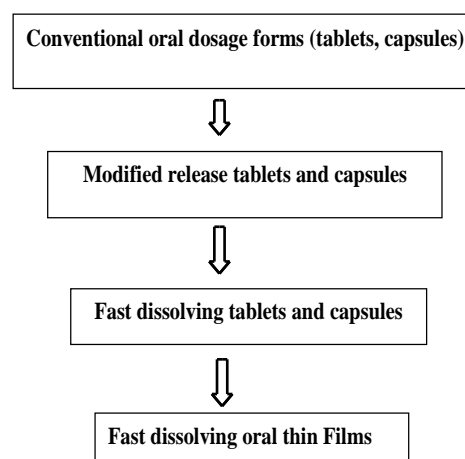 Conventional oral dosage forms (tablets, capsules)
Modified release tablets and capsules
Fast dissolving tablets and capsules
Fast dissolving oral thin Films